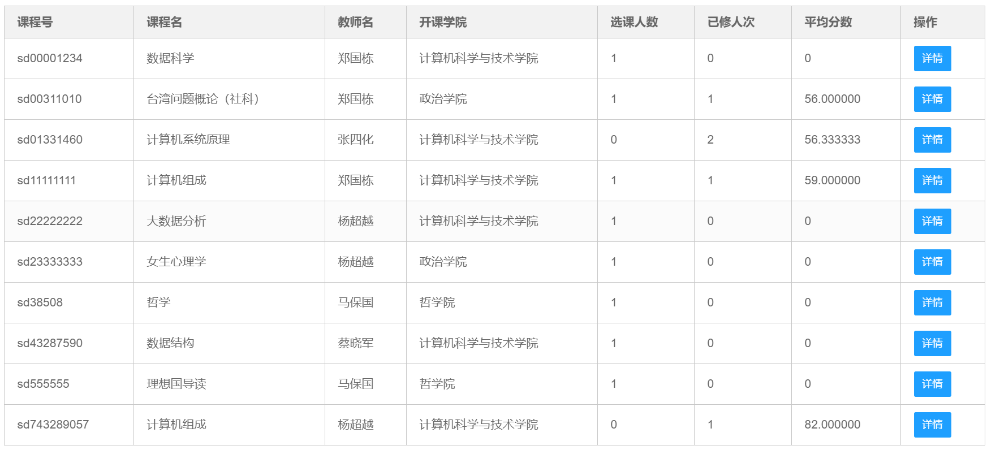 课程号 课程名 教师名 开课学院 选课人数 已修人次 平均分数 操作
sd00001234 数据科学 郑国栋 计算机科学与技术学院 1 0 0 详情
sd00311010 台湾问题概论（社科） 郑国栋 政治学院 1 1 56.000000 详情
sd01331460 计算机系统原理 张四化 计算机科学与技术学院 0 2 56.333333 详情
sd11111111 计算机组成 郑国栋 计算机科学与技术学院 1 1 59.000000 详情
sd22222222 大数据分析 杨超越 计算机科学与技术学院 1 0 0 详情
sd23333333 女生心理学 杨超越 政治学院 1 0 0 详情
sd38508 哲学 马保国 哲学院 1 0 0 详情
sd43287590 数据结构 蔡晓军 计算机科学与技术学院 1 0 0 详情
sd555555 理想国导读 马保国 哲学院 1 0 0 详情
sd743289057 计算机组成 杨超越 计算机科学与技术学院 0 1 82.000000 详情